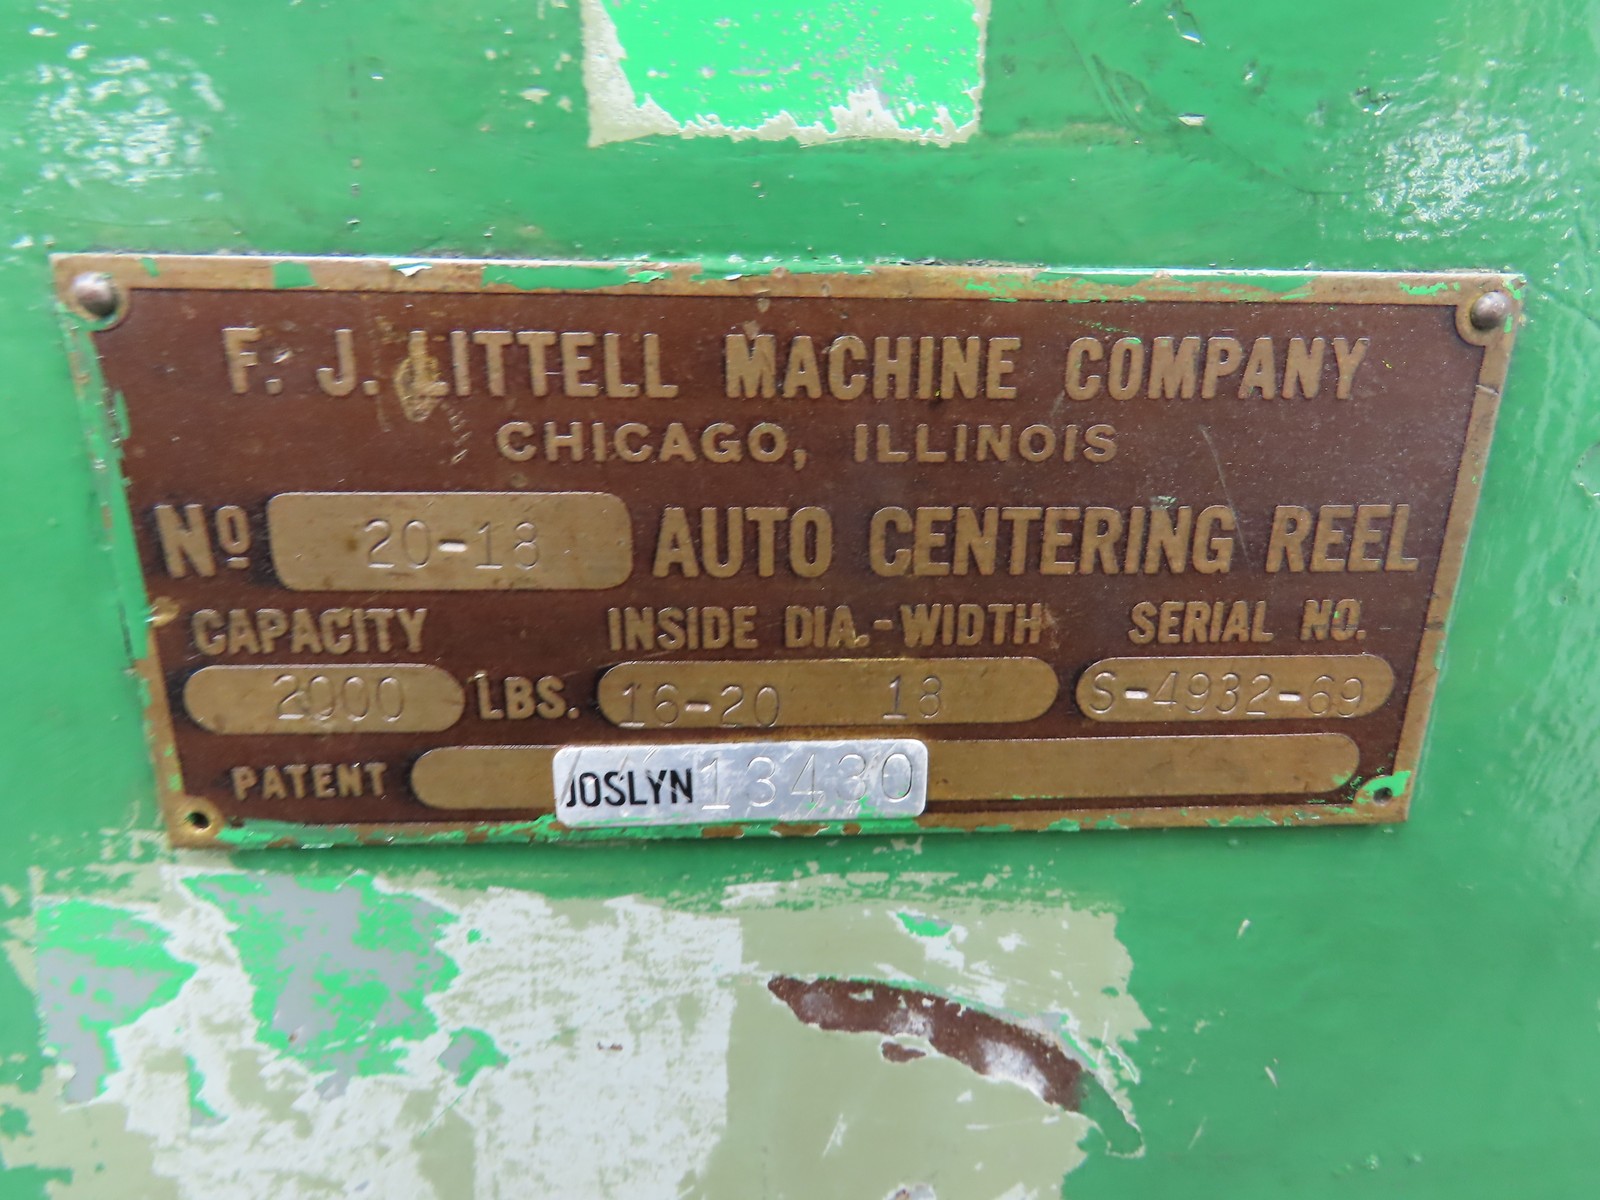 F. J. LITTELL MACHINE COMPANY
CHICAGO, ILLINOIS
No 20-18 AUTO CENTERING REEL
CAPACITY INSIDE DIA.-WIDTH SERIAL NO.
2000 LBS. 16-20 18 S-4932-69
PATENT JOSLYN 13430